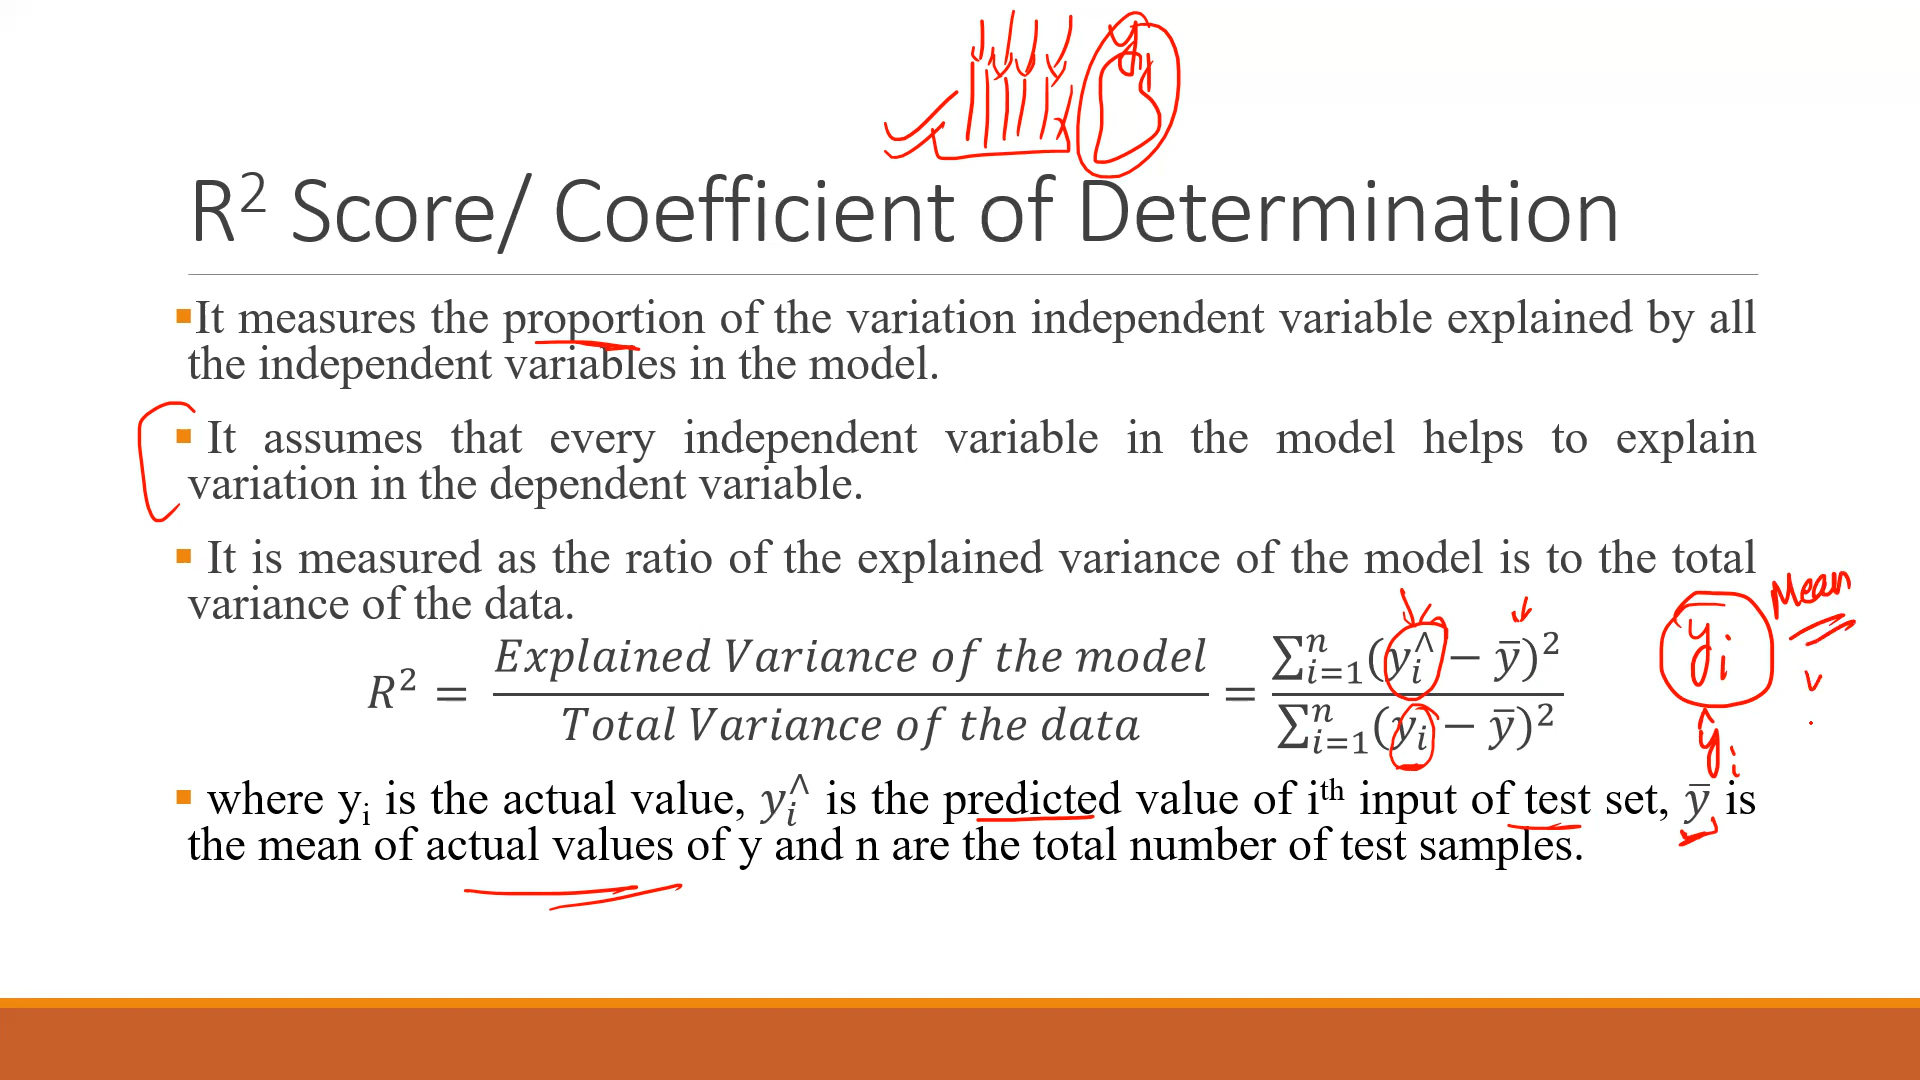 y
y
R² Score/ Coefficient of Determination
▪It measures the proportion of the variation independent variable explained by all
the independent variables in the model.
▪ It assumes that every independent variable in the model helps to explain
variation in the dependent variable.
▪ It is measured as the ratio of the explained variance of the model is to the total
variance of the data.
R² = Explained Variance of the model / Total Variance of the data = ∑ⁿᵢ₌₁(yᵢ^ − ȳ)² / ∑ⁿᵢ₌₁(yᵢ − ȳ)²
Mean
yᵢ
ŷᵢ
▪ where yᵢ is the actual value, yᵢ^ is the predicted value of iᵗʰ input of test set, ȳ is
the mean of actual values of y and n are the total number of test samples.